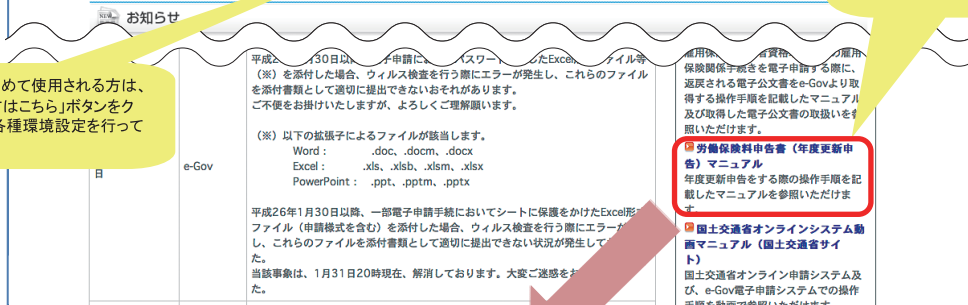 お知らせ
めて使用される方は、
はこちら」ボタンをク
各種環境設定を行って
日
e-Gov
（※）を添付した場合、ウィルス検査を行う際にエラーが発生し、これらのファイル
を添付書類として適切に提出できないおそれがあります。
ご不便をお掛けいたしますが、よろしくご理解願います。
（※）以下の拡張子によるファイルが該当します。
Word： .doc、.docm、.docx
Excel： .xls、.xlsb、.xlsm、.xlsx
PowerPoint： .ppt、.pptm、.pptx
平成26年1月30日以降、一部電子申請手続においてシートに保護をかけたExcel形
ファイル（申請様式を含む）を添付した場合、ウィルス検査を行う際にエラーが
し、これらのファイルを添付書類として適切に提出できない状況が発生して
た。
当該事象は、1月31日20時現在、解消しております。大変ご迷惑を
た。
保険関係手続きを電子申請する際に、
返戻される電子公文書をe-Govより取
得する操作手順を記載したマニュアル
及び取得した電子公文書の取扱いを
照いただけます。
労働保険料申告書（年度更新申
告）マニュアル
年度更新申告をする際の操作手順を記
載したマニュアルを参照いただけま
す。
国土交通省オンラインシステム動
画マニュアル（国土交通省サイ
ト）
国土交通省オンライン申請システム及
び、e-Gov電子申請システムでの操作
手順を動画で参照いただけます。